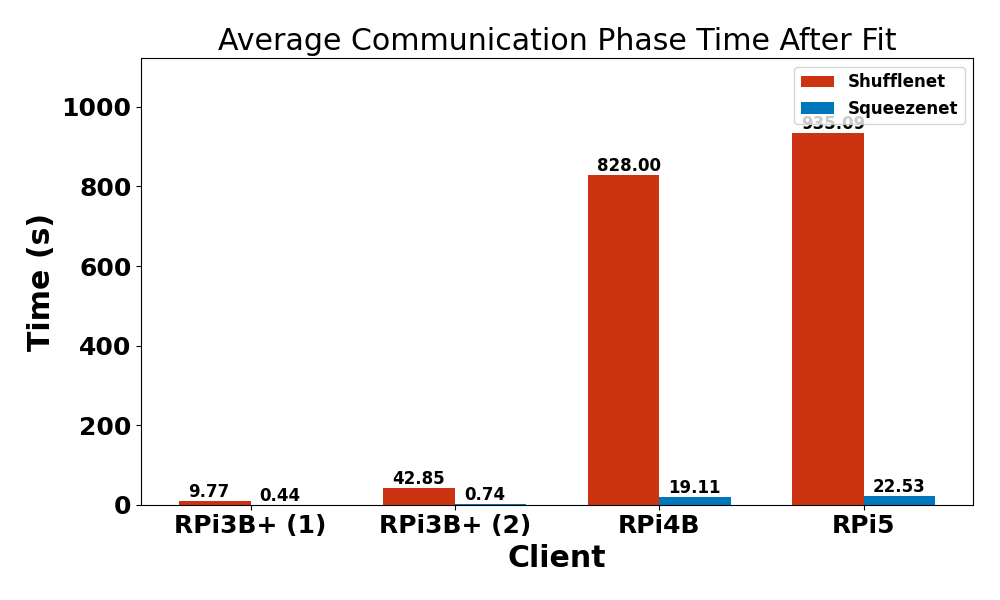 Average Communication Phase Time After Fit
Shufflenet
Squeezenet
1000
800
600
400
200
0
Time (s)
9.77
0.44
42.85
0.74
828.00
19.11
935.09
22.53
RPi3B+ (1)
RPi3B+ (2)
RPi4B
RPi5
Client